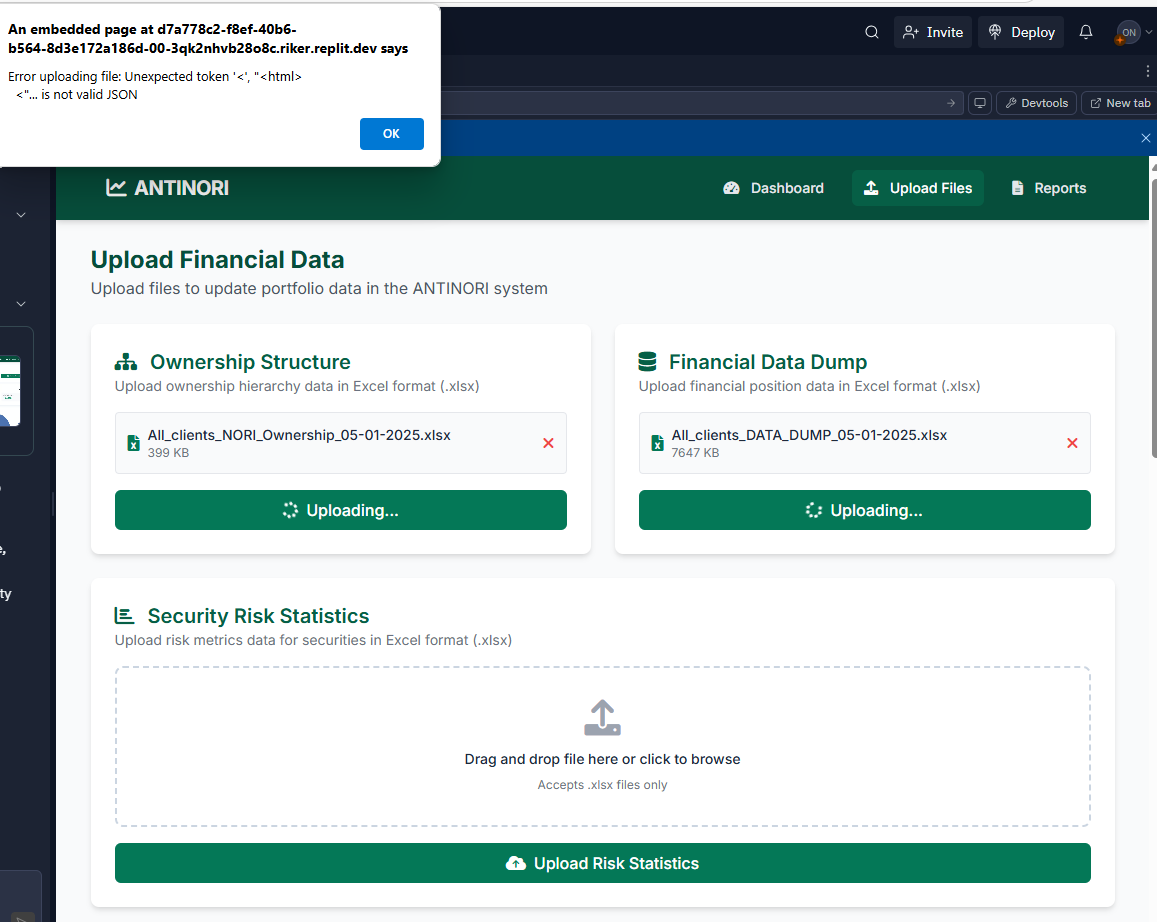 An embedded page at d7a778c2-f8ef-40b6-
b564-8d3e172a186d-00-3qk2nhvb28o8c.riker.replit.dev says
Error uploading file: Unexpected token '<', "<html>
<"... is not valid JSON
OK
Invite
Deploy
ON
Devtools
New tab
ANTINORI
Dashboard
Upload Files
Reports
Upload Financial Data
Upload files to update portfolio data in the ANTINORI system
Ownership Structure
Upload ownership hierarchy data in Excel format (.xlsx)
All_clients_NORI_Ownership_05-01-2025.xlsx
399 KB
Uploading...
Financial Data Dump
Upload financial position data in Excel format (.xlsx)
All_clients_DATA_DUMP_05-01-2025.xlsx
7647 KB
Uploading...
e,
ty
Security Risk Statistics
Upload risk metrics data for securities in Excel format (.xlsx)
Drag and drop file here or click to browse
Accepts .xlsx files only
Upload Risk Statistics